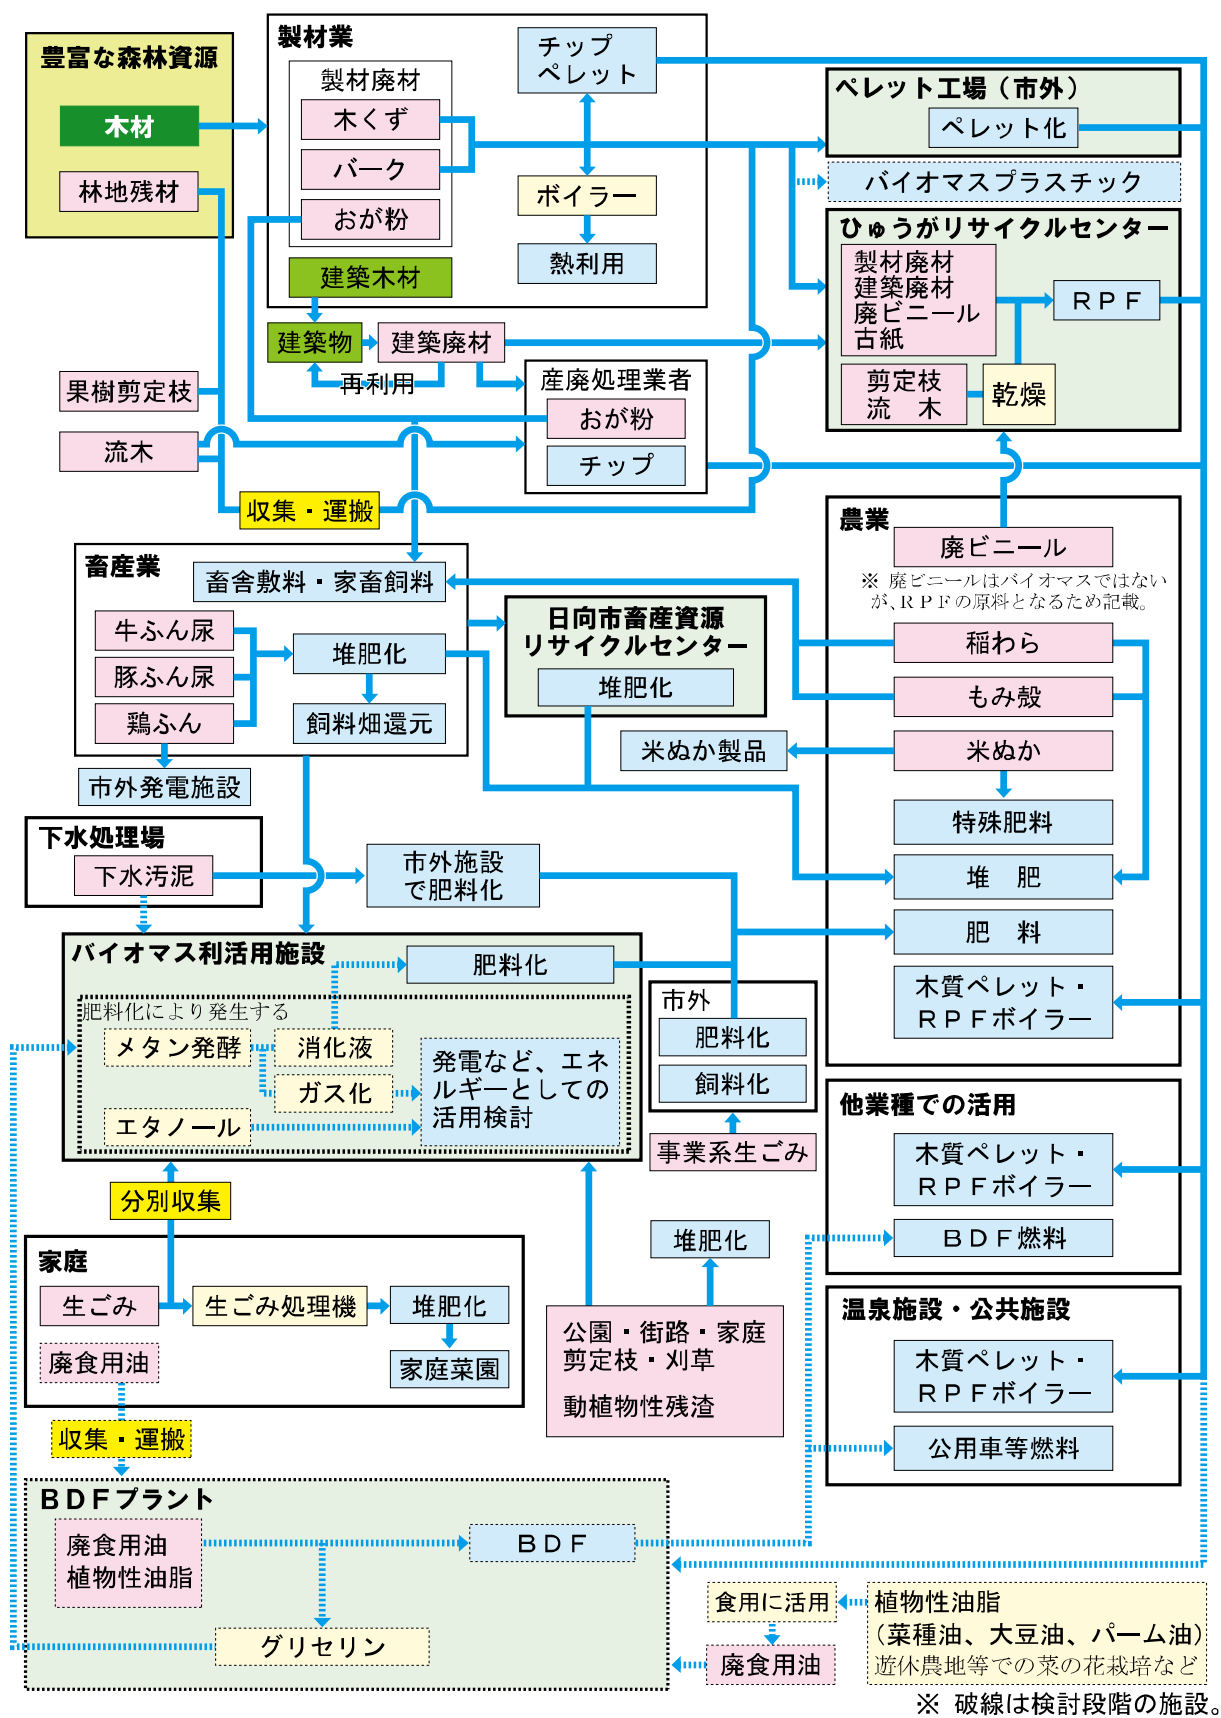 豊富な森林資源
木材
林地残材
製材業
製材廃材
木くず
バーク
おが粉
建築木材
チップ
ペレット
ボイラー
熱利用
ペレット工場（市外）
ペレット化
バイオマスプラスチック
ひゅうがリサイクルセンター
製材廃材
建築廃材
廃ビニール
古紙
ＲＰＦ
剪定枝
流　木
乾燥
建築物
建築廃材
再利用
果樹剪定枝
流木
産廃処理業者
おが粉
チップ
収集・運搬
畜産業
畜舎敷料・家畜飼料
牛ふん尿
豚ふん尿
鶏ふん
堆肥化
飼料畑還元
市外発電施設
日向市畜産資源
リサイクルセンター
堆肥化
米ぬか製品
農業
廃ビニール
※ 廃ビニールはバイオマスではない
が、ＲＰＦの原料となるため記載。
稲わら
もみ殻
米ぬか
特殊肥料
堆　肥
肥　料
木質ペレット・
ＲＰＦボイラー
下水処理場
下水汚泥
市外施設
で肥料化
バイオマス利活用施設
肥料化
肥料化により発生する
メタン発酵
消化液
ガス化
エタノール
発電など、エネ
ルギーとしての
活用検討
市外
肥料化
飼料化
事業系生ごみ
他業種での活用
木質ペレット・
ＲＰＦボイラー
ＢＤＦ燃料
分別収集
家庭
生ごみ
生ごみ処理機
堆肥化
家庭菜園
廃食用油
収集・運搬
堆肥化
公園・街路・家庭
剪定枝・刈草
動植物性残渣
温泉施設・公共施設
木質ペレット・
ＲＰＦボイラー
公用車等燃料
ＢＤＦプラント
廃食用油
植物性油脂
ＢＤＦ
グリセリン
食用に活用
廃食用油
植物性油脂
（菜種油、大豆油、パーム油）
遊休農地等での菜の花栽培など
※ 破線は検討段階の施設。